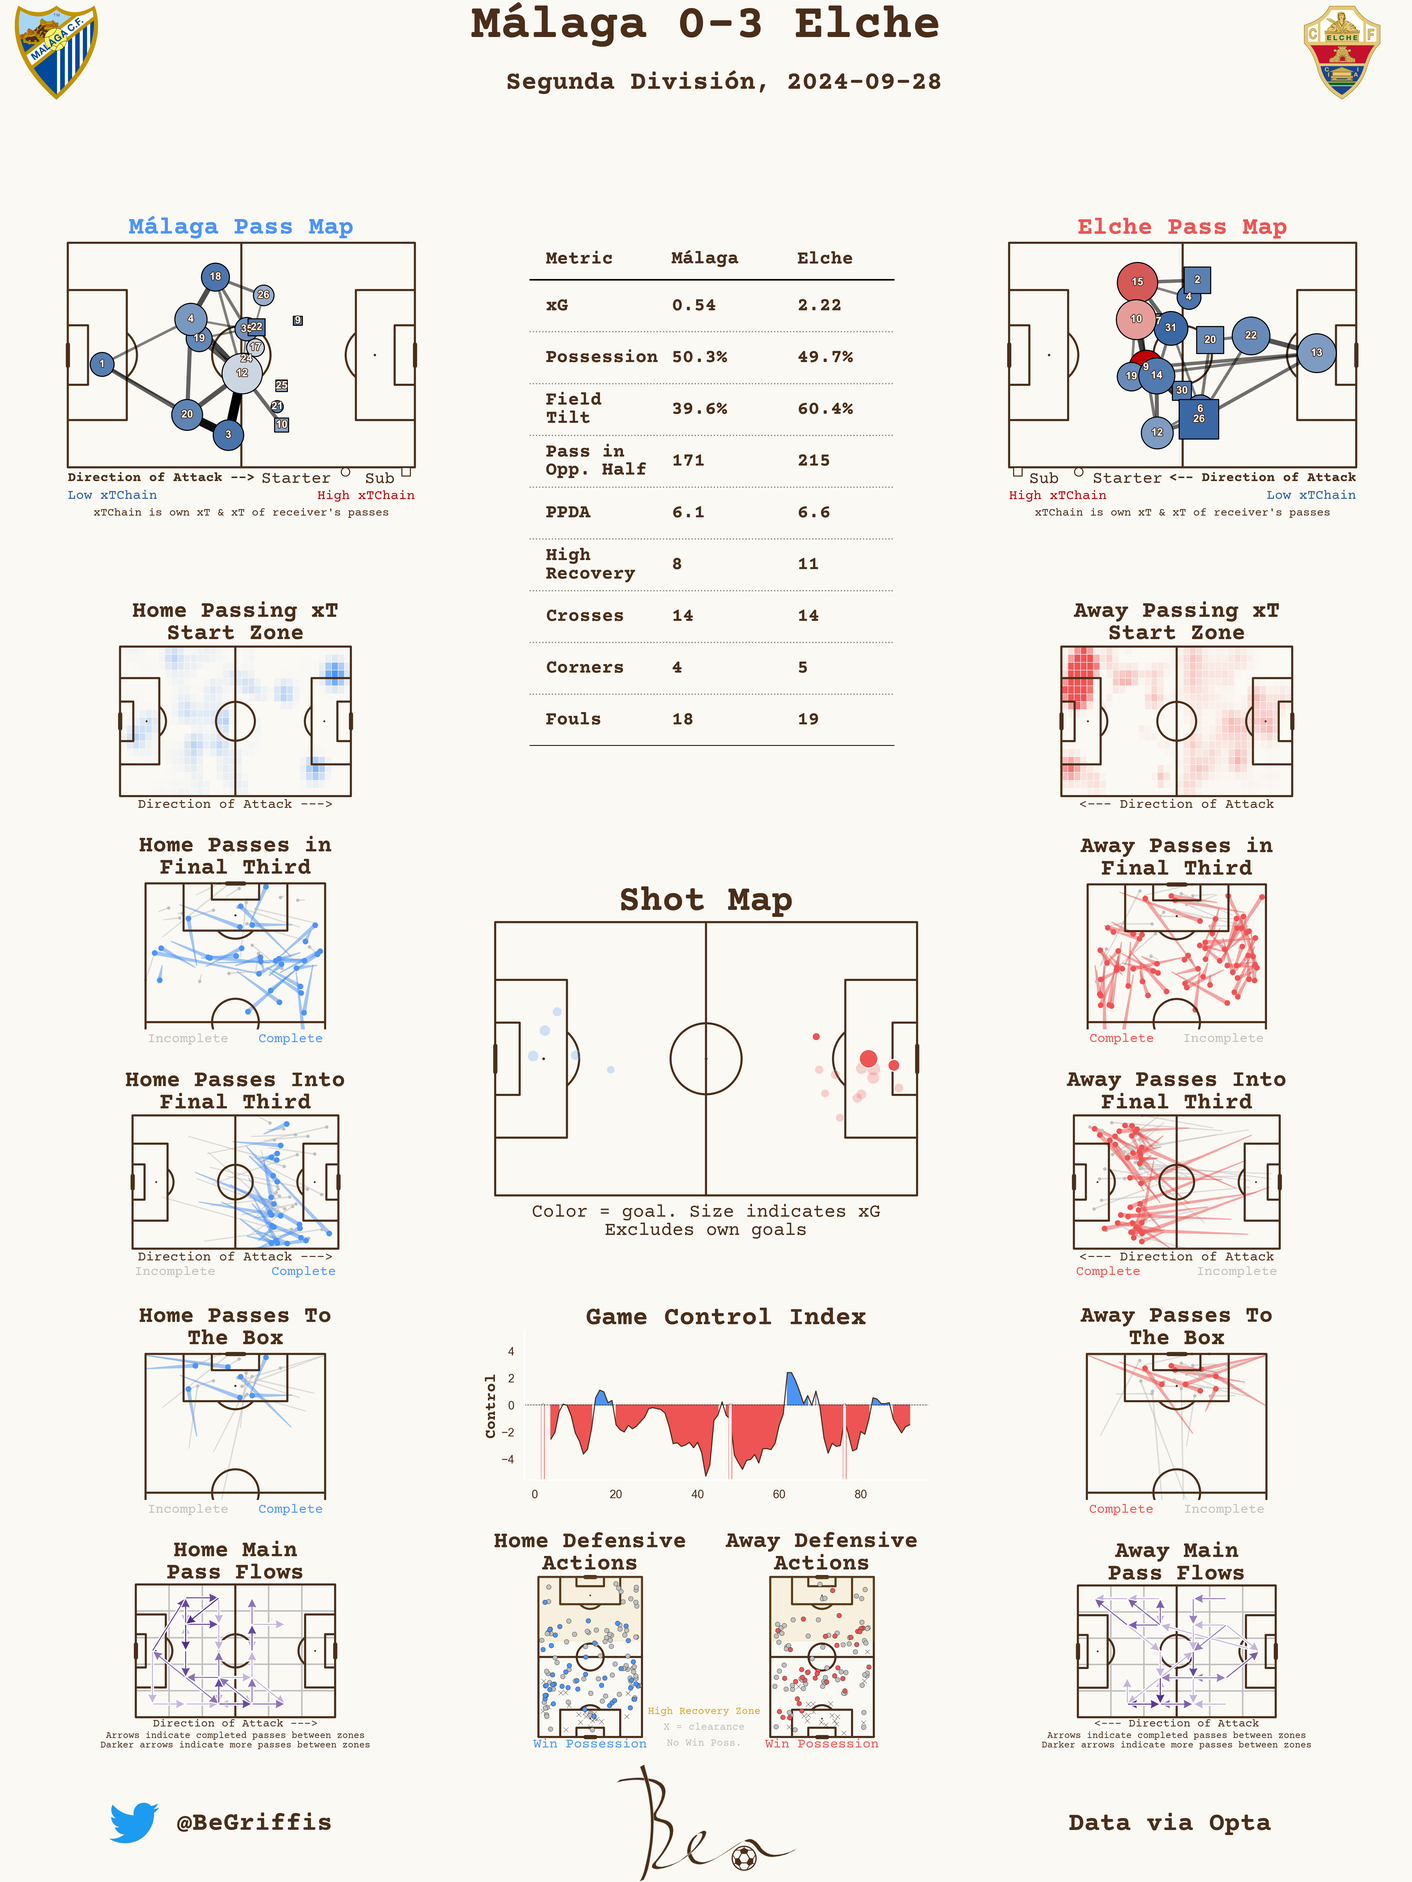 Málaga 0-3 Elche
Segunda División, 2024-09-28
MALAGA C.F.
C F
ELCHE
Málaga Pass Map
18
26
4
35
22
9
19
17
24
1
12
25
20
21
10
3
Direction of Attack --> Starter Sub
Low xTChain High xTChain
xTChain is own xT & xT of receiver's passes
Metric Málaga Elche
xG 0.54 2.22
Possession 50.3% 49.7%
Field
Tilt 39.6% 60.4%
Pass in
Opp. Half 171 215
PPDA 6.1 6.6
High
Recovery 8 11
Crosses 14 14
Corners 4 5
Fouls 18 19
Elche Pass Map
15
2
4
10
7
31
20
22
13
9
19
14
30
6
26
12
Sub Starter <-- Direction of Attack
High xTChain Low xTChain
xTChain is own xT & xT of receiver's passes
Home Passing xT
Start Zone
Direction of Attack --->
Away Passing xT
Start Zone
<--- Direction of Attack
Home Passes in
Final Third
Incomplete Complete
Away Passes in
Final Third
Complete Incomplete
Shot Map
Color = goal. Size indicates xG
Excludes own goals
Home Passes Into
Final Third
Direction of Attack --->
Incomplete Complete
Away Passes Into
Final Third
<--- Direction of Attack
Complete Incomplete
Home Passes To
The Box
Incomplete Complete
Game Control Index
Control
4
2
0
−2
−4
0 20 40 60 80
Away Passes To
The Box
Complete Incomplete
Home Main
Pass Flows
Direction of Attack --->
Arrows indicate completed passes between zones
Darker arrows indicate more passes between zones
Home Defensive
Actions
Win Possession
Away Defensive
Actions
Win Possession
High Recovery Zone
X = clearance
No Win Poss.
Away Main
Pass Flows
<--- Direction of Attack
Arrows indicate completed passes between zones
Darker arrows indicate more passes between zones
@BeGriffis
Ben
Data via Opta